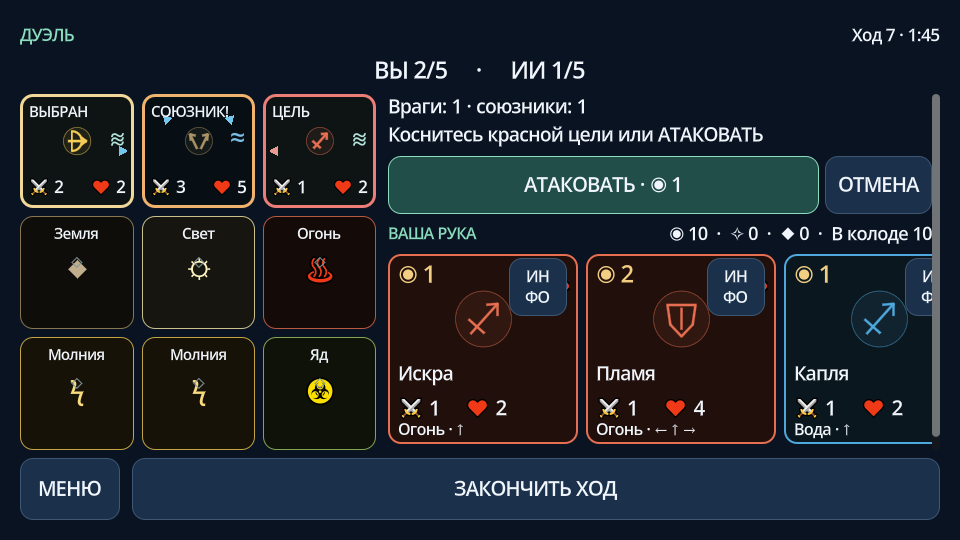 ДУЭЛЬ
Ход 7 · 1:45
ВЫ 2/5 · ИИ 1/5
ВЫБРАН
2 2
СОЮЗНИК!
3 5
ЦЕЛЬ
1 2
Враги: 1 · союзники: 1
Коснитесь красной цели или АТАКОВАТЬ
АТАКОВАТЬ · ◉ 1
ОТМЕНА
Земля
Свет
Огонь
Молния
Молния
Яд
ВАША РУКА
◉ 10 · ✧ 0 · ◆ 0 · В колоде 10
◉ 1
ИН
ФО
Искра
1 2
Огонь · ↑
◉ 2
ИН
ФО
Пламя
1 4
Огонь · ← ↑ →
◉ 1
Капля
1 2
Вода · ↑
МЕНЮ
ЗАКОНЧИТЬ ХОД